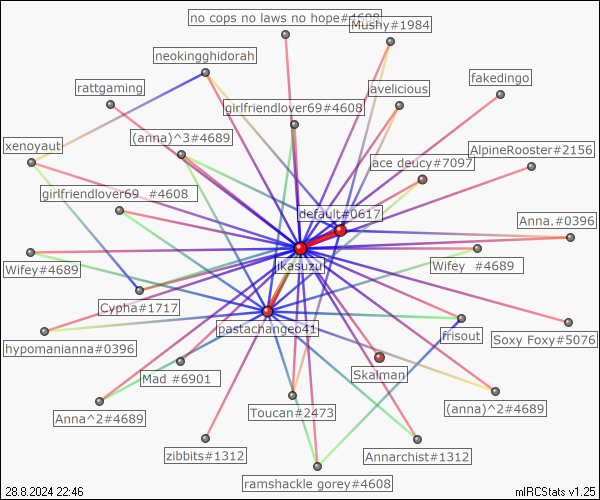 no cops no laws no hope#4608
Mushy#1984
neokingghidorah
rattgaming
avelicious
fakedingo
girlfriendlover69#4608
(anna)^3#4689
xenoyaut
AlpineRooster#2156
ace deucy#7097
girlfriendlover69_ #4608
default#0617
Anna.#0396
jkasuzui
Wifey#4689
Wifey_ #4689
Cypha#1717
pastachangeo41
frisout
Soxy Foxy#5076
hypomanianna#0396
Mad_#6901
Skalman
Anna^2#4689
Toucan#2473
(anna)^2#4689
zibbits#1312
Annarchist#1312
ramshackle gorey#4608
28.8.2024 22:46
mIRCStats v1.25